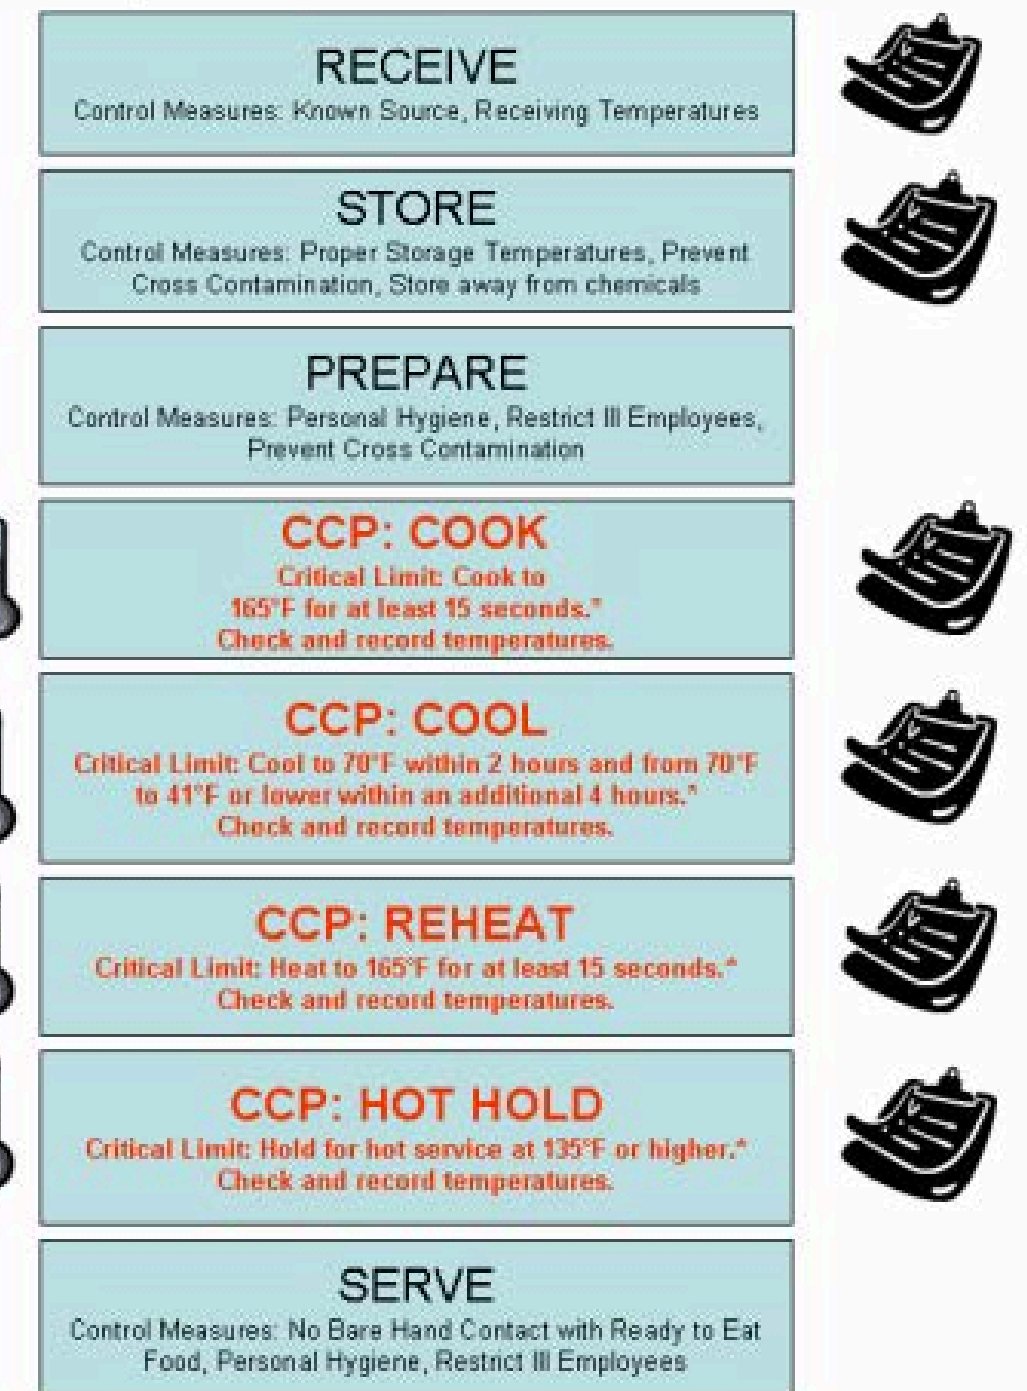 RECEIVE
Control Measures: Known Source, Receiving Temperatures
STORE
Control Measures: Proper Storage Temperatures, Prevent
Cross Contamination, Store away from chemicals
PREPARE
Control Measures: Personal Hygiene, Restrict Ill Employees,
Prevent Cross Contamination
CCP: COOK
Critical Limit: Cook to
165°F for at least 15 seconds.*
Check and record temperatures.
CCP: COOL
Critical Limit: Cool to 70°F within 2 hours and from 70°F
to 41°F or lower within an additional 4 hours.*
Check and record temperatures.
CCP: REHEAT
Critical Limit: Heat to 165°F for at least 15 seconds.*
Check and record temperatures.
CCP: HOT HOLD
Critical Limit: Hold for hot service at 135°F or higher.*
Check and record temperatures.
SERVE
Control Measures: No Bare Hand Contact with Ready to Eat
Food, Personal Hygiene, Restrict Ill Employees